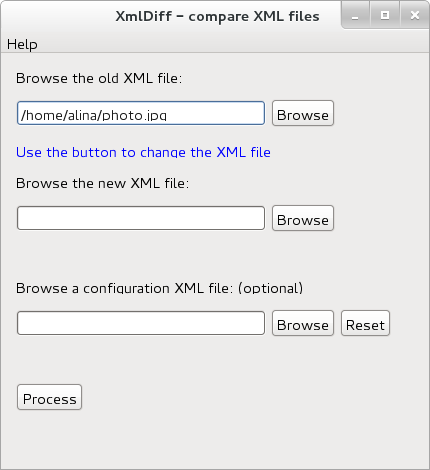 XmlDiff - compare XML files
Help
Browse the old XML file:
/home/alina/photo.jpg Browse
Use the button to change the XML file
Browse the new XML file:
Browse
Browse a configuration XML file: (optional)
Browse Reset
Process